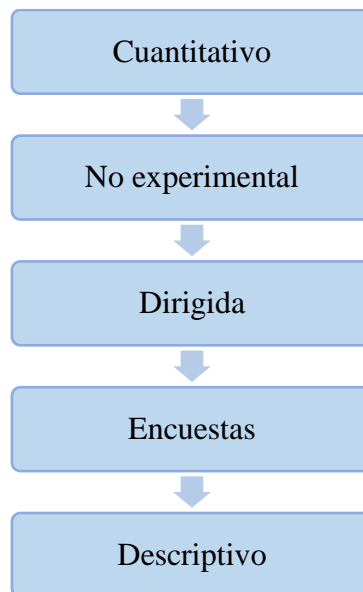 Cuantitativo
No experimental
Dirigida
Encuestas
Descriptivo